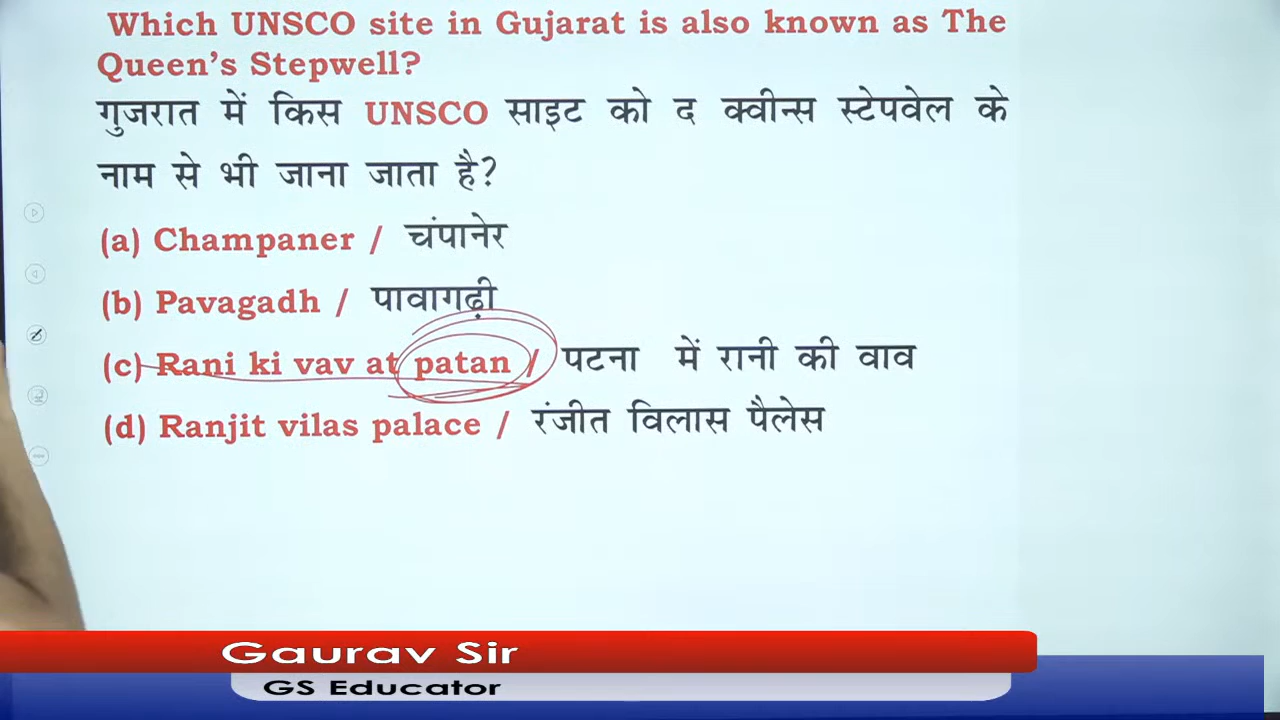 Which UNSCO site in Gujarat is also known as The
Queen's Stepwell?
गुजरात में किस UNSCO साइट को द क्वीन्स स्टेपवेल के
नाम से भी जाना जाता है?
(a) Champaner / चंपानेर
(b) Pavagadh / पावागढ़ी
(c) Rani ki vav at patan / पटना में रानी की वाव
(d) Ranjit vilas palace / रंजीत विलास पैलेस
Gaurav Sir
GS Educator